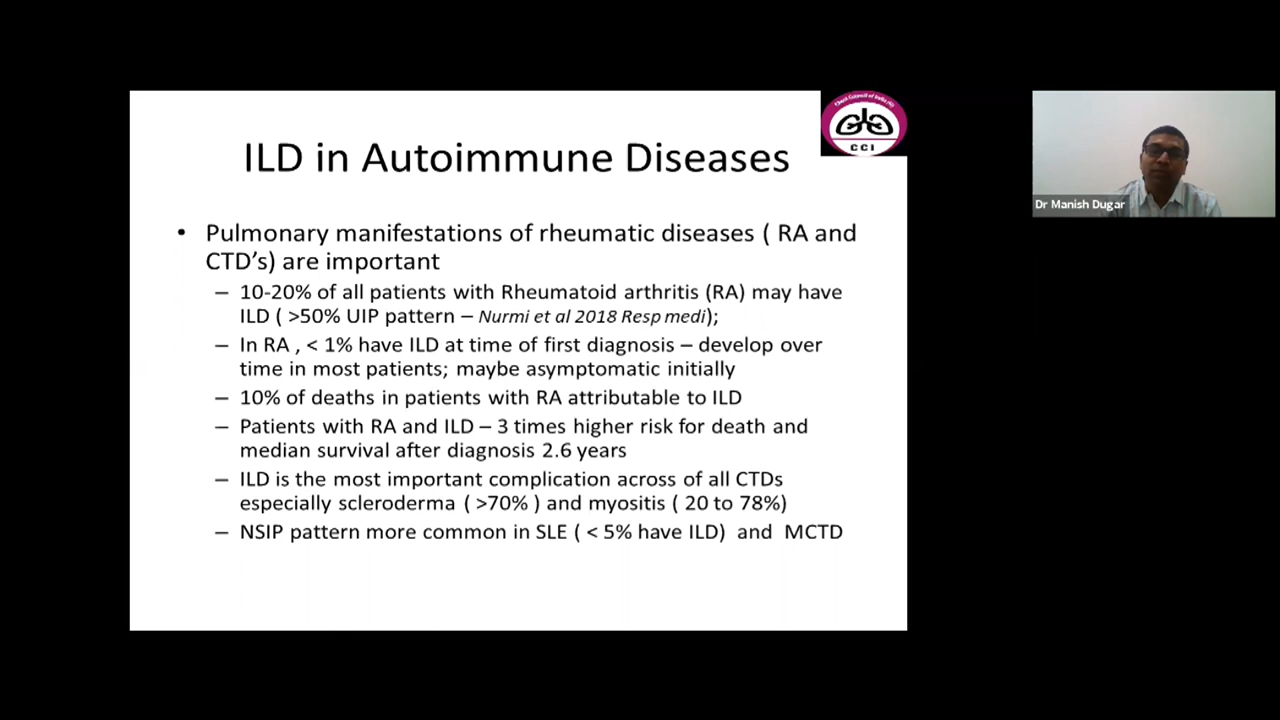 ILD in Autoimmune Diseases
• Pulmonary manifestations of rheumatic diseases ( RA and
CTD’s) are important
– 10-20% of all patients with Rheumatoid arthritis (RA) may have
ILD ( >50% UIP pattern – Nurmi et al 2018 Resp medi);
– In RA , < 1% have ILD at time of first diagnosis – develop over
time in most patients; maybe asymptomatic initially
– 10% of deaths in patients with RA attributable to ILD
– Patients with RA and ILD – 3 times higher risk for death and
median survival after diagnosis 2.6 years
– ILD is the most important complication across of all CTDs
especially scleroderma ( >70% ) and myositis ( 20 to 78%)
– NSIP pattern more common in SLE ( < 5% have ILD) and MCTD
CCI
Dr Manish Dugar